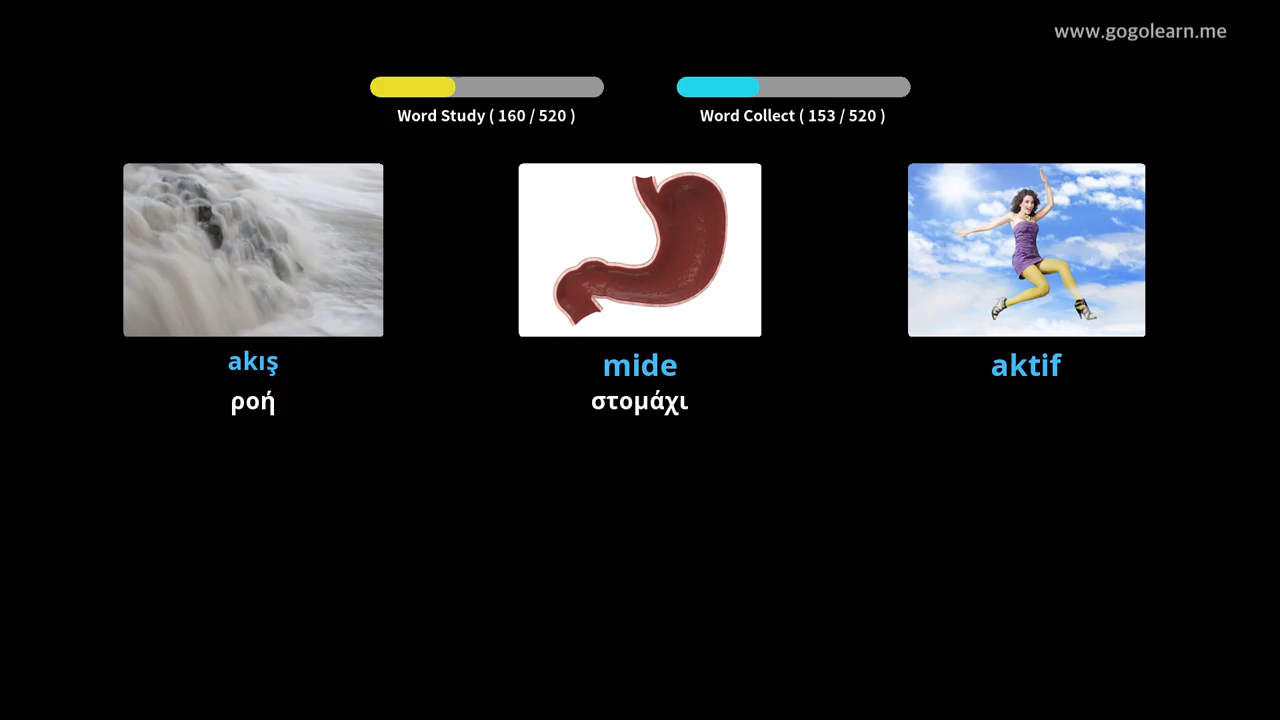 www.gogolearn.me
Word Study ( 160 / 520 )
Word Collect ( 153 / 520 )
akış
mide
aktif
ροή
στομάχι